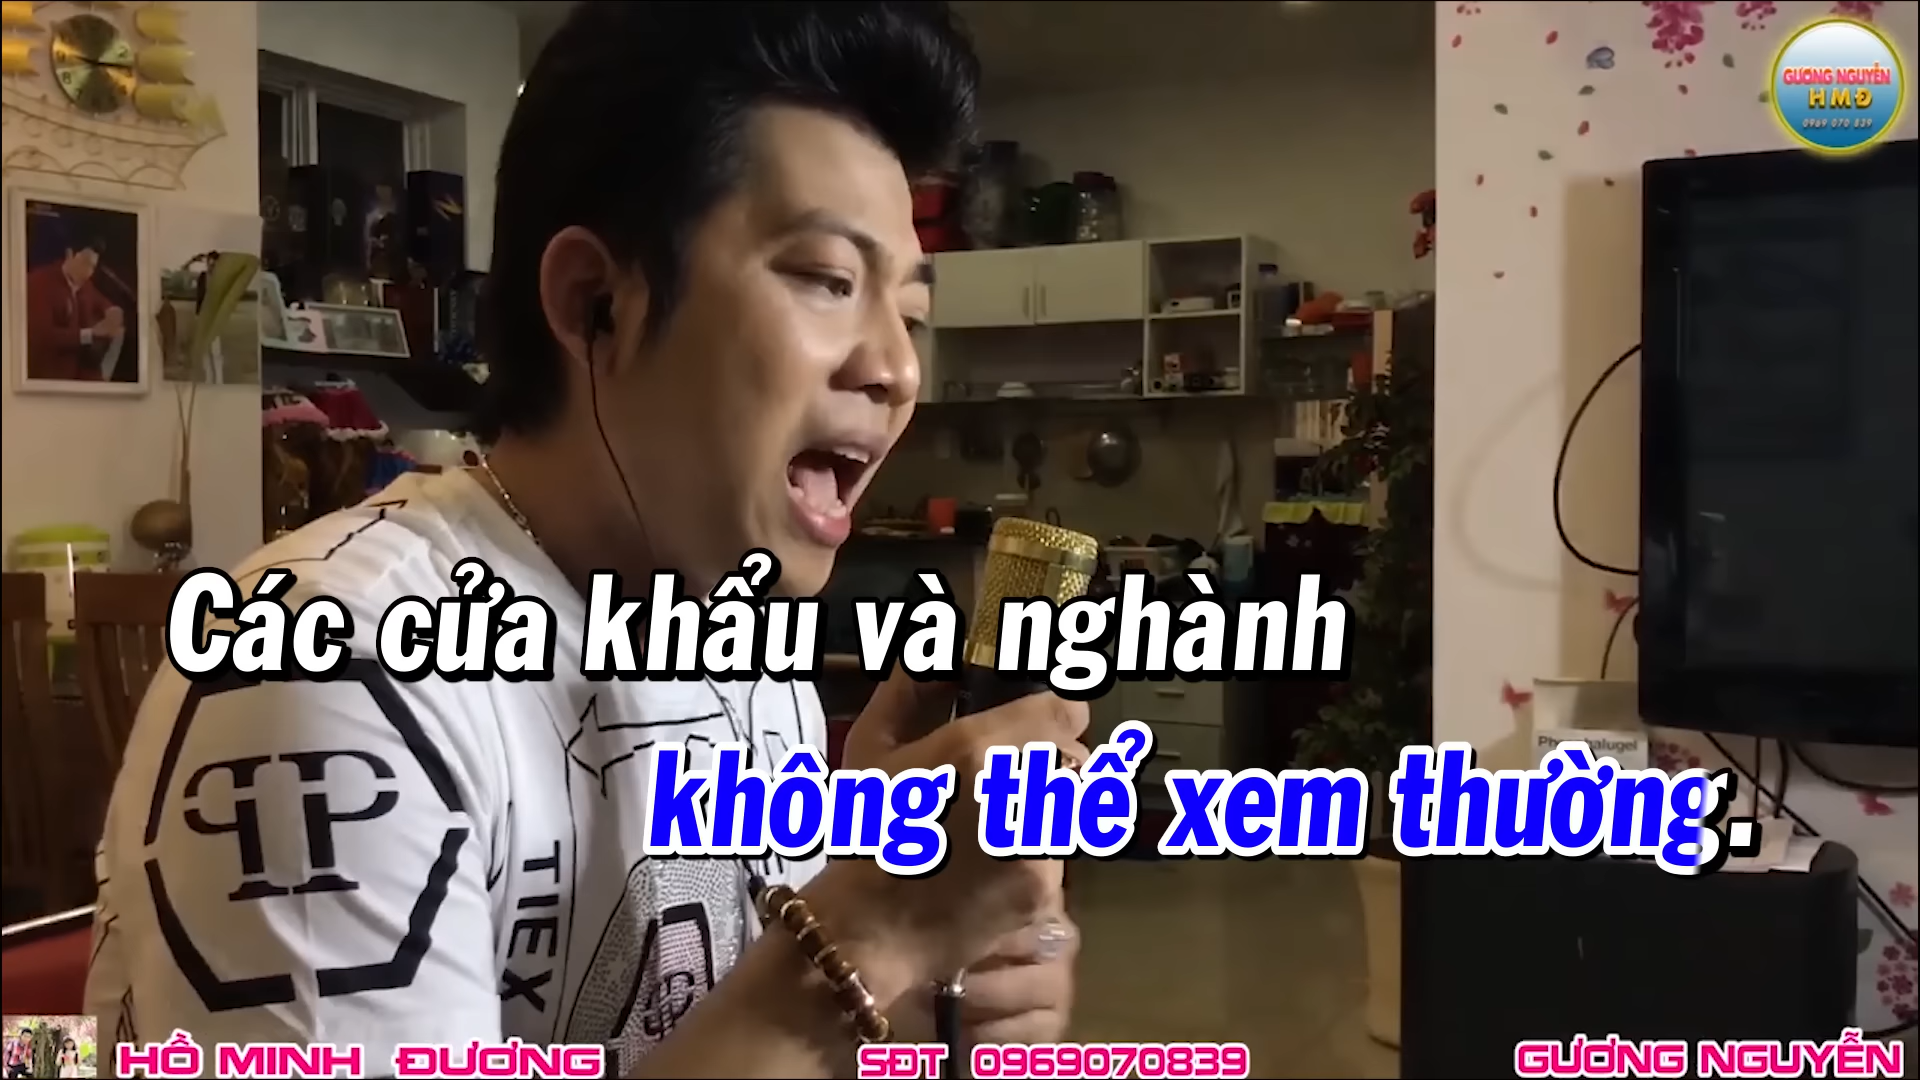 GƯƠNG NGUYỄN
HMĐ
0969 070 839
Các cửa khẩu và nghành
không thể xem thường.
TIEX
HỒ MINH ĐƯƠNG
SĐT 0969070839
GƯƠNG NGUYỄN